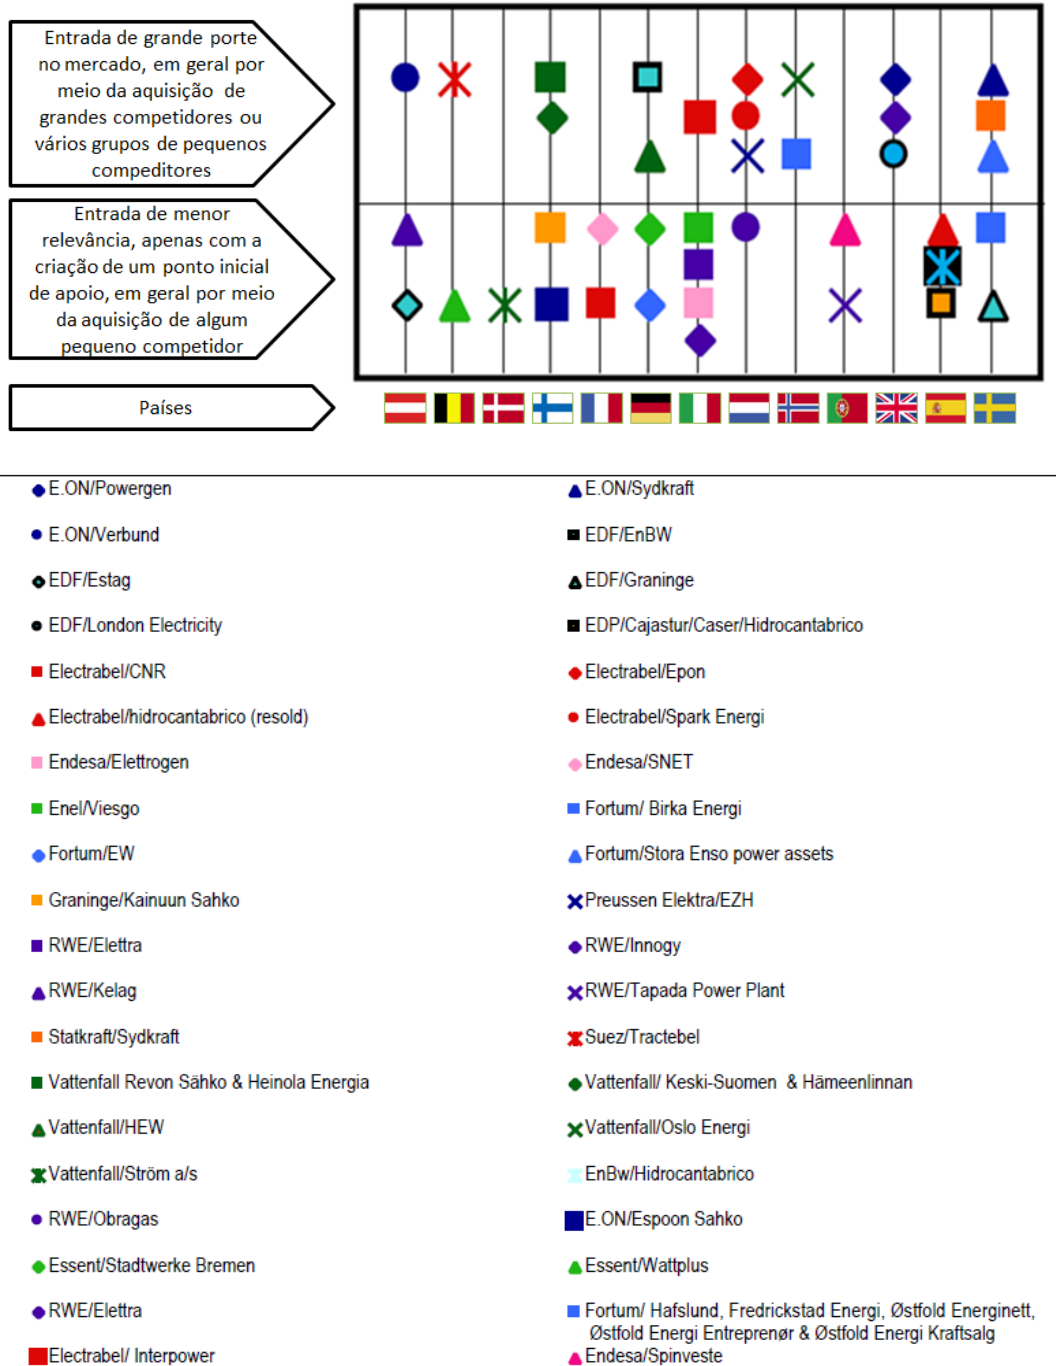 Entrada de grande porte
no mercado, em geral por
meio da aquisição de
grandes competidores ou
vários grupos de pequenos
compeditores
Entrada de menor
relevância, apenas com a
criação de um ponto inicial
de apoio, em geral por meio
da aquisição de algum
pequeno competidor
Países
E.ON/Powergen
E.ON/Sydkraft
E.ON/Verbund
EDF/EnBW
EDF/Estag
EDF/Graninge
EDF/London Electricity
EDP/Cajastur/Caser/Hidrocantabrico
Electrabel/CNR
Electrabel/Epon
Electrabel/hidrocantabrico (resold)
Electrabel/Spark Energi
Endesa/Elettrogen
Endesa/SNET
Enel/Viesgo
Fortum/ Birka Energi
Fortum/EW
Fortum/Stora Enso power assets
Graninge/Kainuun Sahko
Preussen Elektra/EZH
RWE/Elettra
RWE/Innogy
RWE/Kelag
RWE/Tapada Power Plant
Statkraft/Sydkraft
Suez/Tractebel
Vattenfall Revon Sähko & Heinola Energia
Vattenfall/ Keski-Suomen & Hämeenlinnan
Vattenfall/HEW
Vattenfall/Oslo Energi
Vattenfall/Ström a/s
EnBw/Hidrocantabrico
RWE/Obragas
E.ON/Espoon Sahko
Essent/Stadtwerke Bremen
Essent/Wattplus
RWE/Elettra
Fortum/ Hafslund, Fredrickstad Energi, Østfold Energinett,
Østfold Energi Entreprenør & Østfold Energi Kraftsalg
Electrabel/ Interpower
Endesa/Spinveste